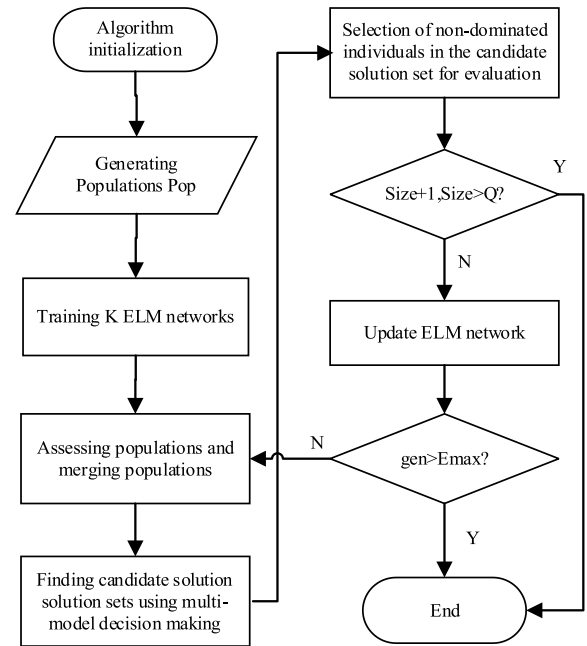 Algorithm
initialization
Generating
Populations Pop
Training K ELM networks
Assessing populations and
merging populations
Finding candidate solution
solution sets using multi-
model decision making
Selection of non-dominated
individuals in the candidate
solution set for evaluation
Size+1,Size>Q?
Y
N
Update ELM network
gen>Emax?
N
Y
End